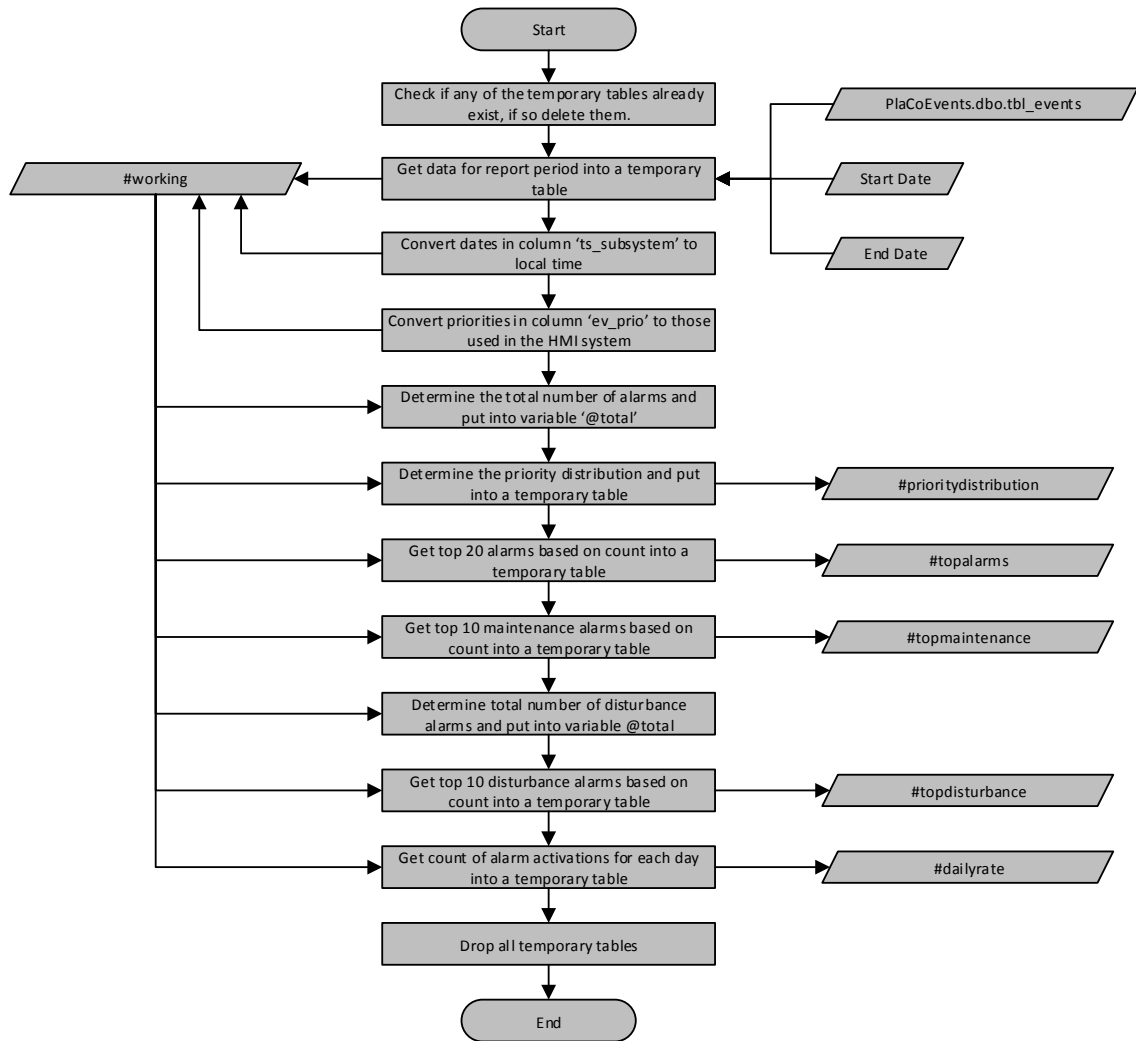 Start
Check if any of the temporary tables already
exist, if so delete them.
PlaCoEvents.dbo.tbl_events
#working
Get data for report period into a temporary
table
Start Date
Convert dates in column ‘ts_subsystem’ to
local time
End Date
Convert priorities in column ‘ev_prio’ to those
used in the HMI system
Determine the total number of alarms and
put into variable ‘@total’
Determine the priority distribution and put
into a temporary table
#prioritydistribution
Get top 20 alarms based on count into a
temporary table
#topalarms
Get top 10 maintenance alarms based on
count into a temporary table
#topmaintenance
Determine total number of disturbance
alarms and put into variable @total
Get top 10 disturbance alarms based on
count into a temporary table
#topdisturbance
Get count of alarm activations for each day
into a temporary table
#dailyrate
Drop all temporary tables
End